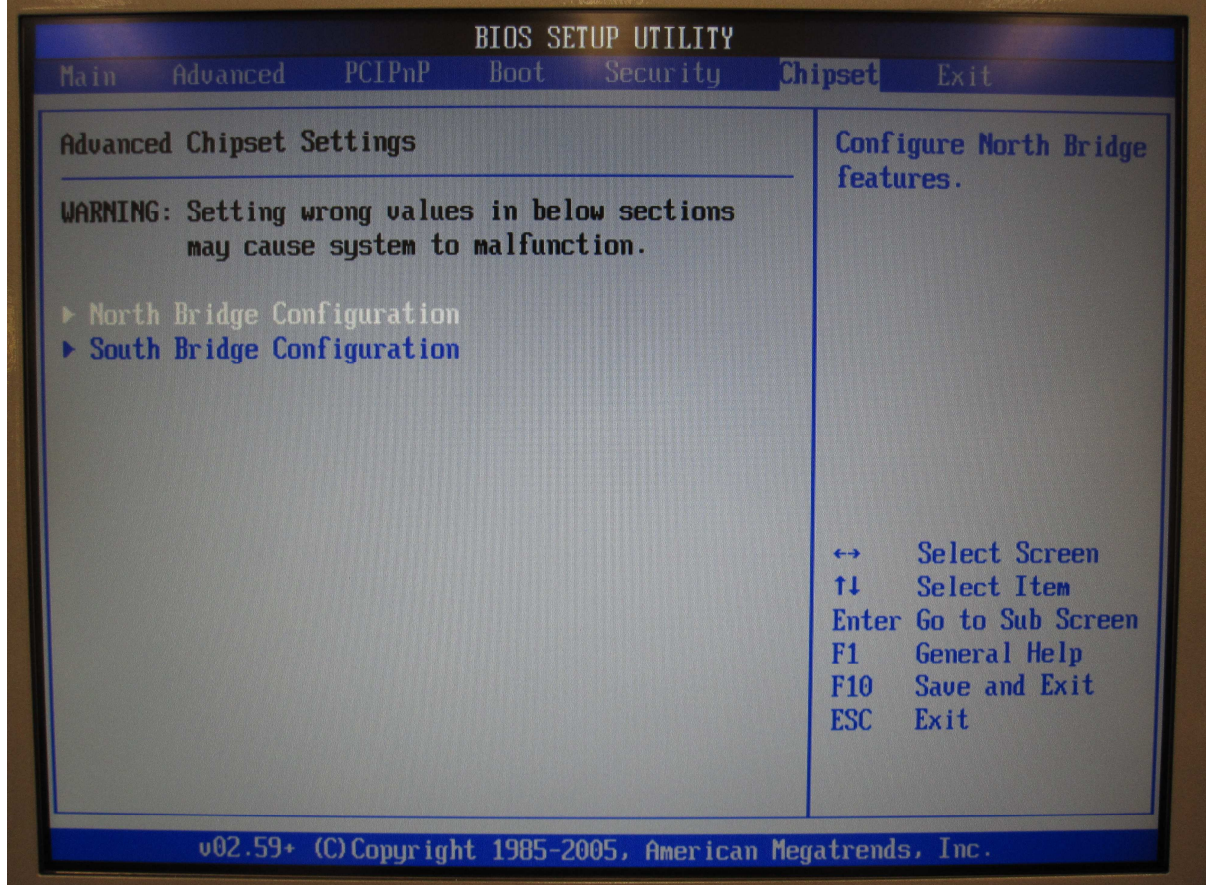 BIOS SETUP UTILITY
Main Advanced PCIPnP Boot Security Chipset Exit
Advanced Chipset Settings
WARNING: Setting wrong values in below sections
may cause system to malfunction.
▶ North Bridge Configuration
▶ South Bridge Configuration
Configure North Bridge
features.
←→ Select Screen
↑↓ Select Item
Enter Go to Sub Screen
F1 General Help
F10 Save and Exit
ESC Exit
v02.59+ (C)Copyright 1985-2005, American Megatrends, Inc.